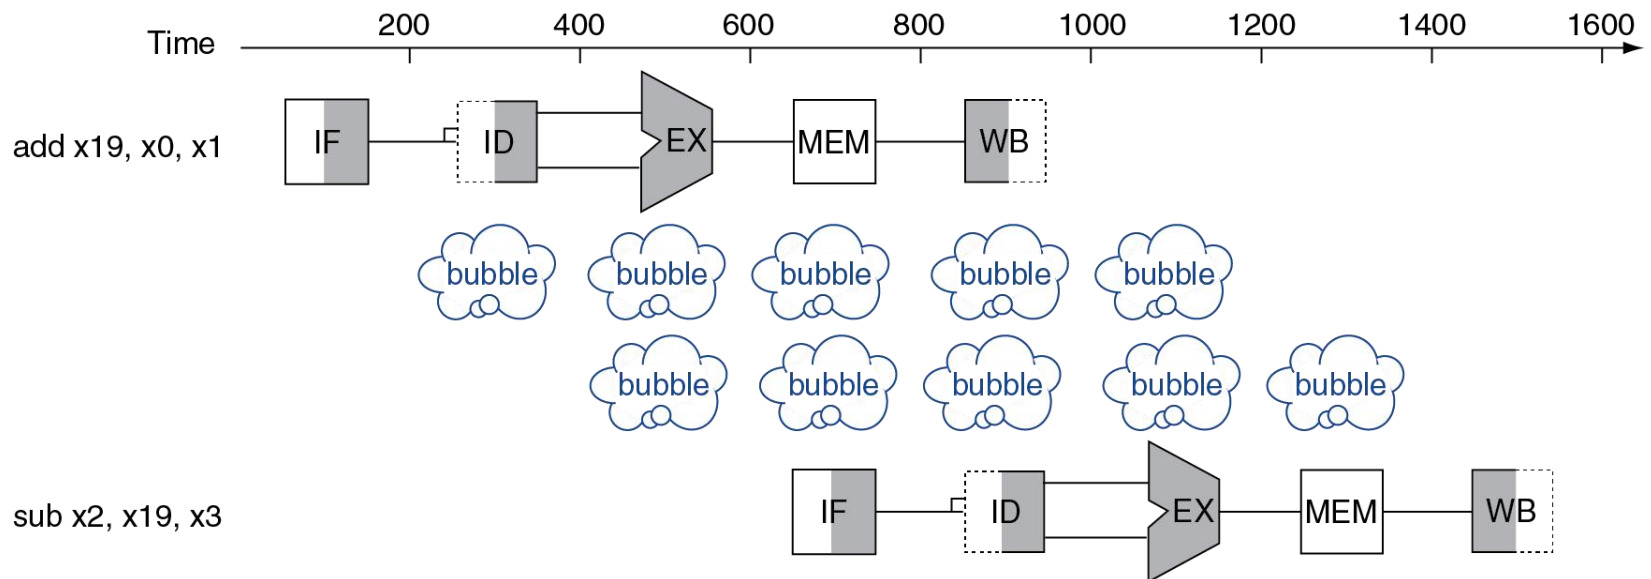 200 400 600 800 1000 1200 1400 1600
Time
add x19, x0, x1 IF ID EX MEM WB
bubble bubble bubble bubble bubble
bubble bubble bubble bubble bubble
sub x2, x19, x3 IF ID EX MEM WB